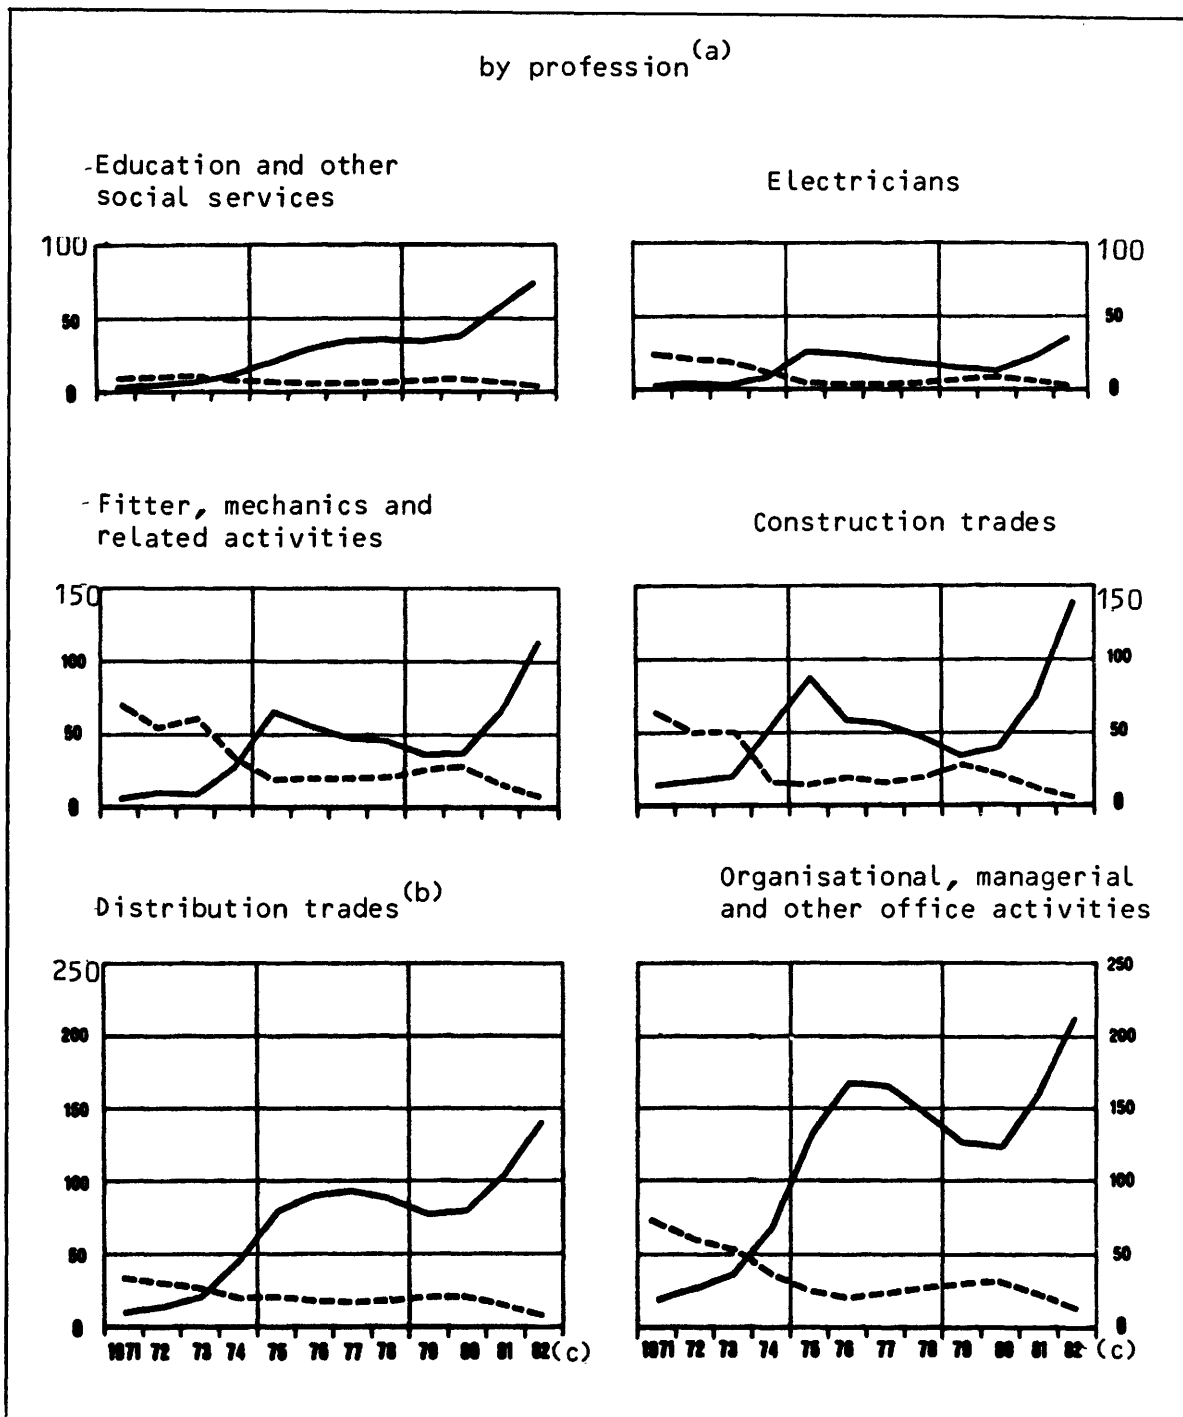 by profession(a)
-Education and other
social services
Electricians
100
50
0
100
50
0
-Fitter, mechanics and
related activities
Construction trades
150
100
50
0
150
100
50
0
Distribution trades(b)
Organisational, managerial
and other office activities
250
200
150
100
50
0
250
200
150
100
50
0
1971 72 73 74 75 76 77 78 79 80 81 82(c)
1971 72 73 74 75 76 77 78 79 80 81 82(c)